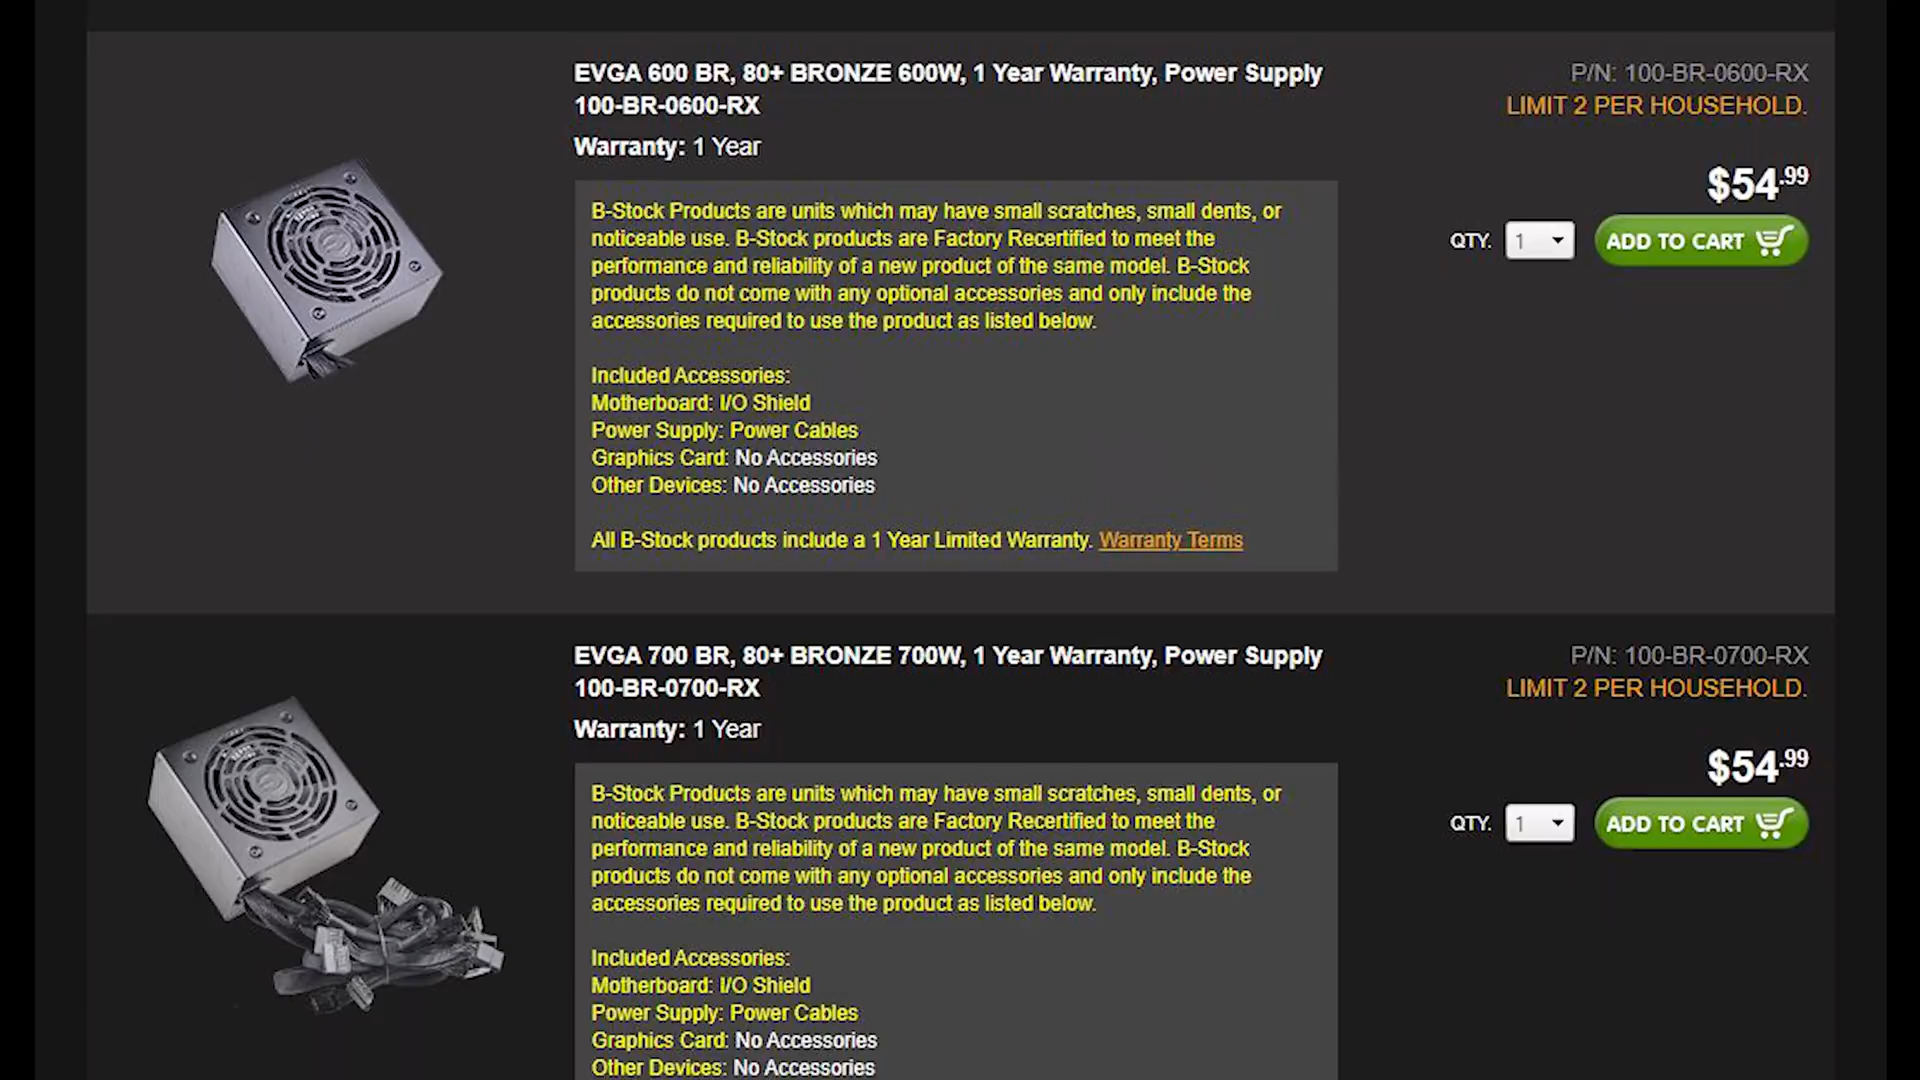 EVGA 600 BR, 80+ BRONZE 600W, 1 Year Warranty, Power Supply
100-BR-0600-RX
Warranty: 1 Year
B-Stock Products are units which may have small scratches, small dents, or
noticeable use. B-Stock products are Factory Recertified to meet the
performance and reliability of a new product of the same model. B-Stock
products do not come with any optional accessories and only include the
accessories required to use the product as listed below.
Included Accessories:
Motherboard: I/O Shield
Power Supply: Power Cables
Graphics Card: No Accessories
Other Devices: No Accessories
All B-Stock products include a 1 Year Limited Warranty. Warranty Terms
P/N: 100-BR-0600-RX
LIMIT 2 PER HOUSEHOLD.
$54.99
QTY. 1 ADD TO CART
EVGA 700 BR, 80+ BRONZE 700W, 1 Year Warranty, Power Supply
100-BR-0700-RX
Warranty: 1 Year
B-Stock Products are units which may have small scratches, small dents, or
noticeable use. B-Stock products are Factory Recertified to meet the
performance and reliability of a new product of the same model. B-Stock
products do not come with any optional accessories and only include the
accessories required to use the product as listed below.
Included Accessories:
Motherboard: I/O Shield
Power Supply: Power Cables
Graphics Card: No Accessories
Other Devices: No Accessories
P/N: 100-BR-0700-RX
LIMIT 2 PER HOUSEHOLD.
$54.99
QTY. 1 ADD TO CART